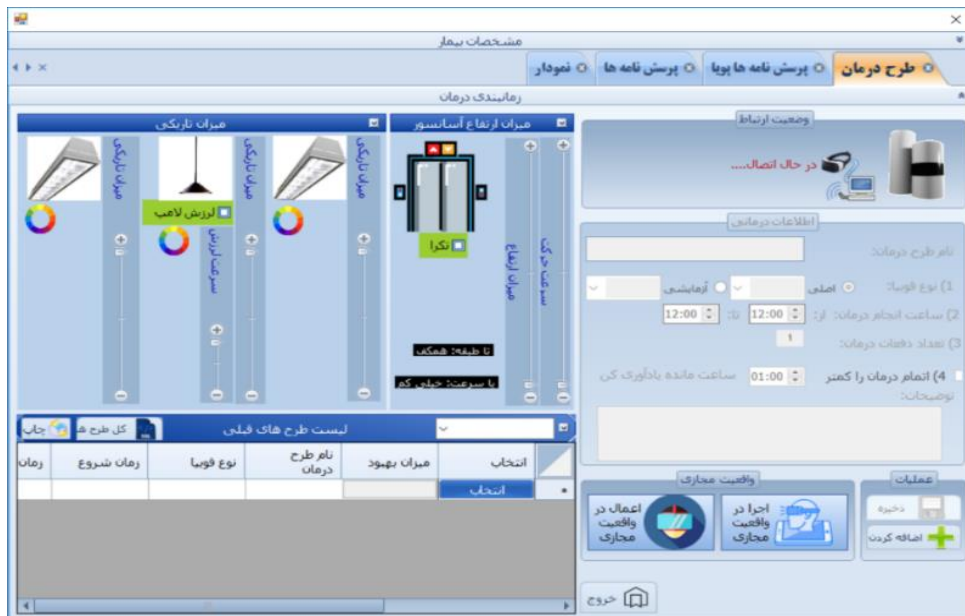 مشخصات بیمار
طرح درمان
پرسش نامه ها پویا
پرسش نامه ها
نمودار
زمانبندی درمان
وضعیت ارتباط
در حال اتصال....
اطلاعات درمانی
نام طرح درمان:
1) نوع فوبیا: اصلی آزمایشی
2) ساعت انجام درمان: از: 12:00 تا: 12:00
3) تعداد دفعات درمان: 1
4) اتمام درمان را کمتر 01:00 ساعت مانده یادآوری کن
توضیحات:
عملیات
ذخیره
اضافه کردن
واقعیت مجازی
اجرا در
واقعیت
مجازی
اعمال در
واقعیت
مجازی
خروج
میزان ارتفاع آسانسور
سرعت حرکت
میزان ارتفاع
نکرا
تا طبقه: همکف
با سرعت: خیلی کم
میزان تاریکی
میزان تاریکی
میزان تاریکی
لرزش لامپ
سرعت لرزش
میزان تاریکی
لیست طرح های قبلی
کل طرح ه
چاپ
انتخاب
میزان بهبود
نام طرح
درمان
نوع فوبیا
زمان شروع
زمان
انتخاب